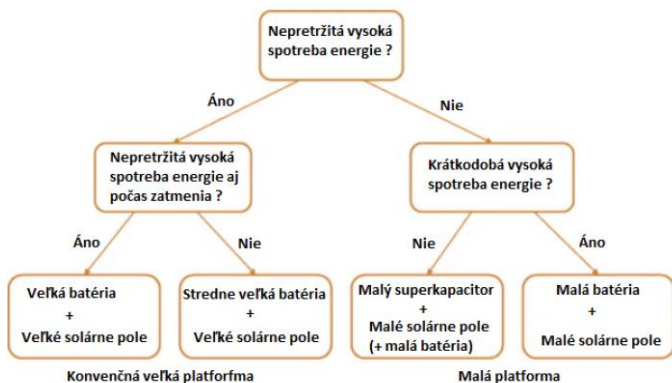 Nepretržitá vysoká
spotreba energie ?
Áno
Nie
Nepretržitá vysoká
spotreba energie aj
počas zatmenia ?
Krátkodobá vysoká
spotreba energie ?
Áno
Nie
Nie
Áno
Veľká batéria
+
Veľké solárne pole
Stredne veľká batéria
+
Veľké solárne pole
Malý superkapacitor
+
Malé solárne pole
(+ malá batéria)
Malá batéria
+
Malé solárne pole
Konvenčná veľká platforfma
Malá platforma